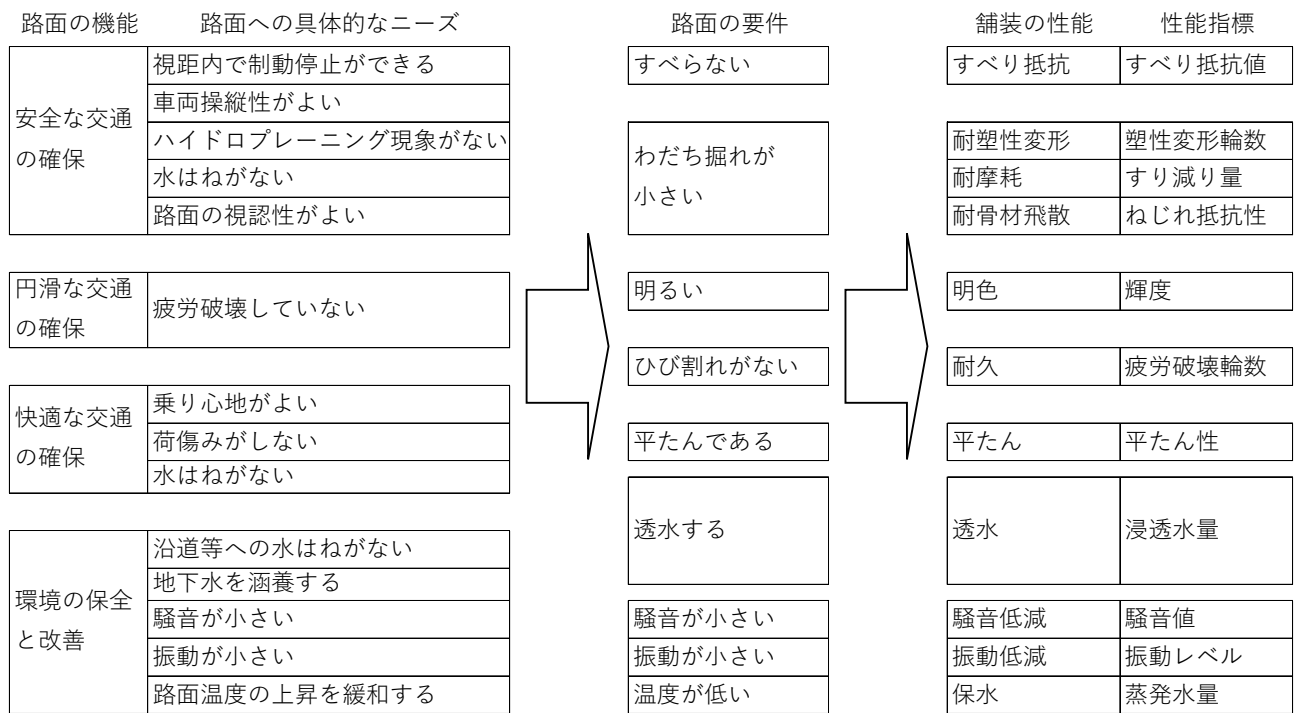 路面の機能 路面への具体的なニーズ 路面の要件 舗装の性能 性能指標
安全な交通
の確保
視距内で制動停止ができる
車両操縦性がよい
ハイドロプレーニング現象がない
水はねがない
路面の視認性がよい
円滑な交通
の確保
疲労破壊していない
快適な交通
の確保
乗り心地がよい
荷傷みがしない
水はねがない
環境の保全
と改善
沿道等への水はねがない
地下水を涵養する
騒音が小さい
振動が小さい
路面温度の上昇を緩和する
すべらない
わだち掘れが
小さい
明るい
ひび割れがない
平たんである
透水する
騒音が小さい
振動が小さい
温度が低い
すべり抵抗 すべり抵抗値
耐塑性変形 塑性変形輪数
耐摩耗 すり減り量
耐骨材飛散 ねじれ抵抗性
明色 輝度
耐久 疲労破壊輪数
平たん 平たん性
透水 浸透水量
騒音低減 騒音値
振動低減 振動レベル
保水 蒸発水量